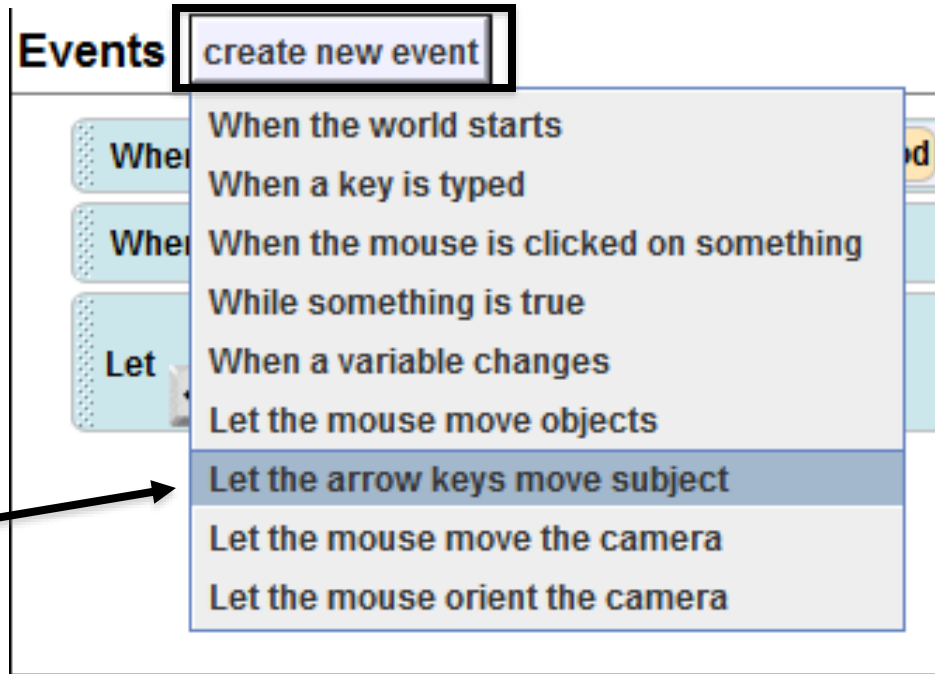 Events create new event
When the world starts
When a key is typed
When the mouse is clicked on something
While something is true
When a variable changes
Let the mouse move objects
Let the arrow keys move subject
Let the mouse move the camera
Let the mouse orient the camera
Let